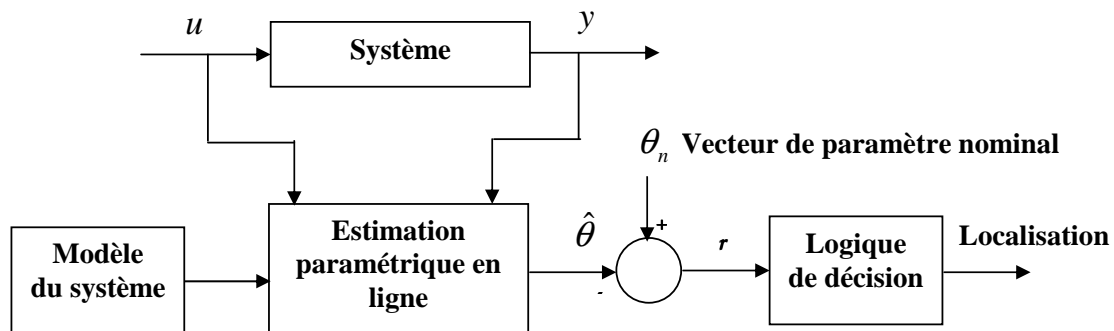 u
y
Système
θₙ Vecteur de paramètre nominal
Modèle
du système
Estimation
paramétrique en
ligne
θ̂
+
-
r
Logique
de décision
Localisation